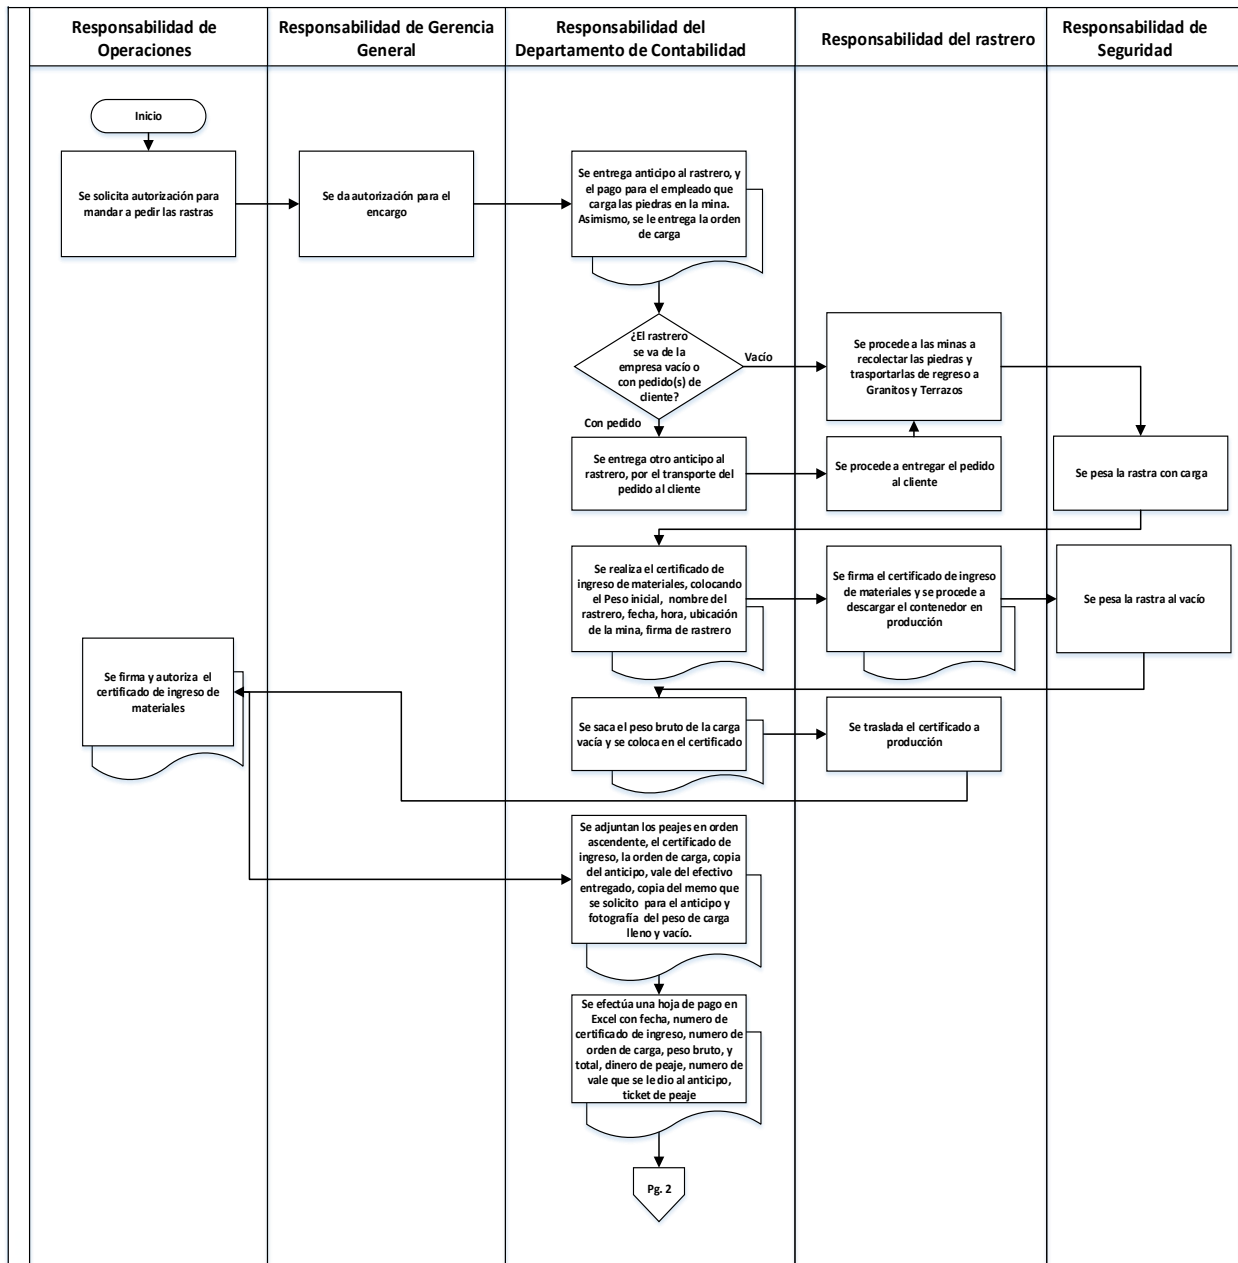 Responsabilidad de
Operaciones
Responsabilidad de Gerencia
General
Responsabilidad del
Departamento de Contabilidad
Responsabilidad del rastrero
Responsabilidad de
Seguridad
Inicio
Se solicita autorización para
mandar a pedir las rastras
Se da autorización para el
encargo
Se entrega anticipo al rastrero, y
el pago para el empleado que
carga las piedras en la mina.
Asimismo, se le entrega la orden
de carga
¿El rastrero
se va de la
empresa vacío o
con pedido(s) de
cliente?
Vacío
Con pedido
Se procede a las minas a
recolectar las piedras y
trasportarlas de regreso a
Granitos y Terrazos
Se entrega otro anticipo al
rastrero, por el transporte del
pedido al cliente
Se procede a entregar el pedido
al cliente
Se pesa la rastra con carga
Se realiza el certificado de
ingreso de materiales, colocando
el Peso inicial, nombre del
rastrero, fecha, hora, ubicación
de la mina, firma de rastrero
Se firma el certificado de ingreso
de materiales y se procede a
descargar el contenedor en
producción
Se pesa la rastra al vacío
Se firma y autoriza el
certificado de ingreso de
materiales
Se saca el peso bruto de la carga
vacía y se coloca en el certificado
Se traslada el certificado a
producción
Se adjuntan los peajes en orden
ascendente, el certificado de
ingreso, la orden de carga, copia
del anticipo, vale del efectivo
entregado, copia del memo que
se solicito para el anticipo y
fotografía del peso de carga
lleno y vacío.
Se efectúa una hoja de pago en
Excel con fecha, numero de
certificado de ingreso, numero de
orden de carga, peso bruto, y
total, dinero de peaje, numero de
vale que se le dio al anticipo,
ticket de peaje
Pg. 2